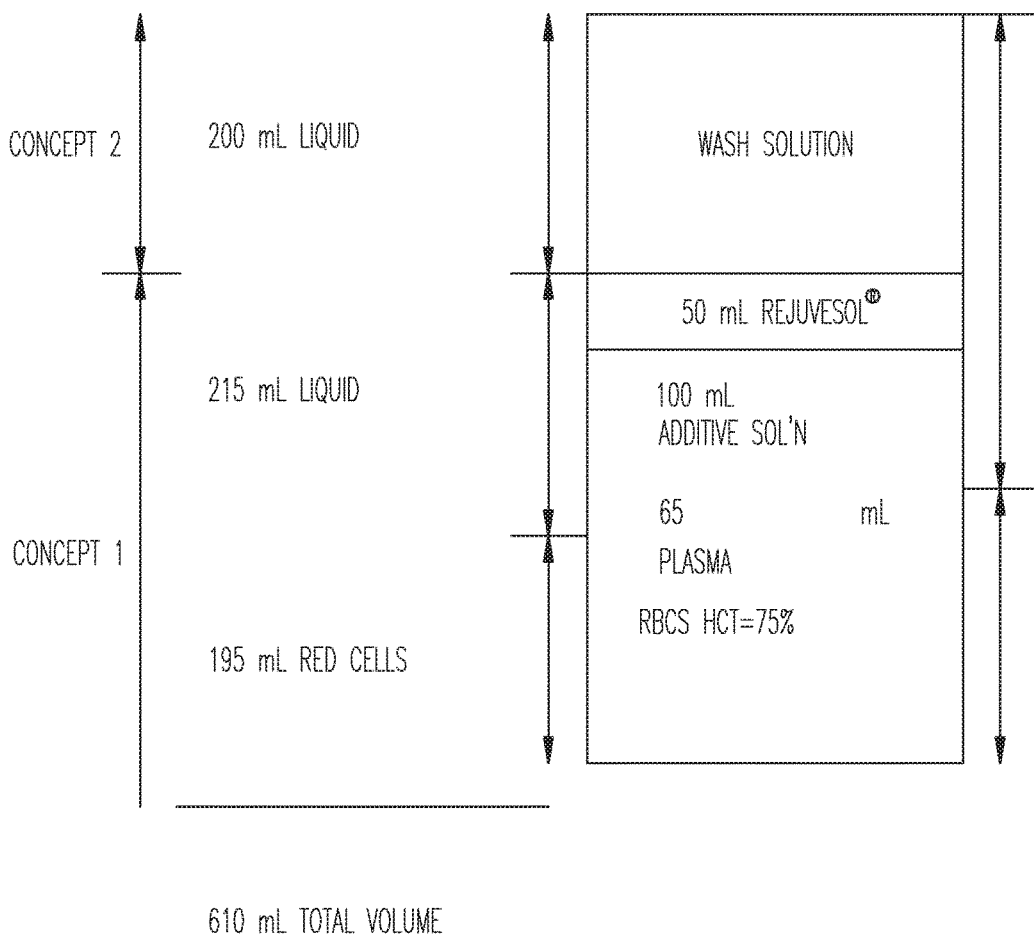 CONCEPT 2
200 mL LIQUID
WASH SOLUTION
50 mL REJUVESOL®
215 mL LIQUID
100 mL
ADDITIVE SOL'N
65 mL
PLASMA
CONCEPT 1
RBCS HCT=75%
195 mL RED CELLS
610 mL TOTAL VOLUME